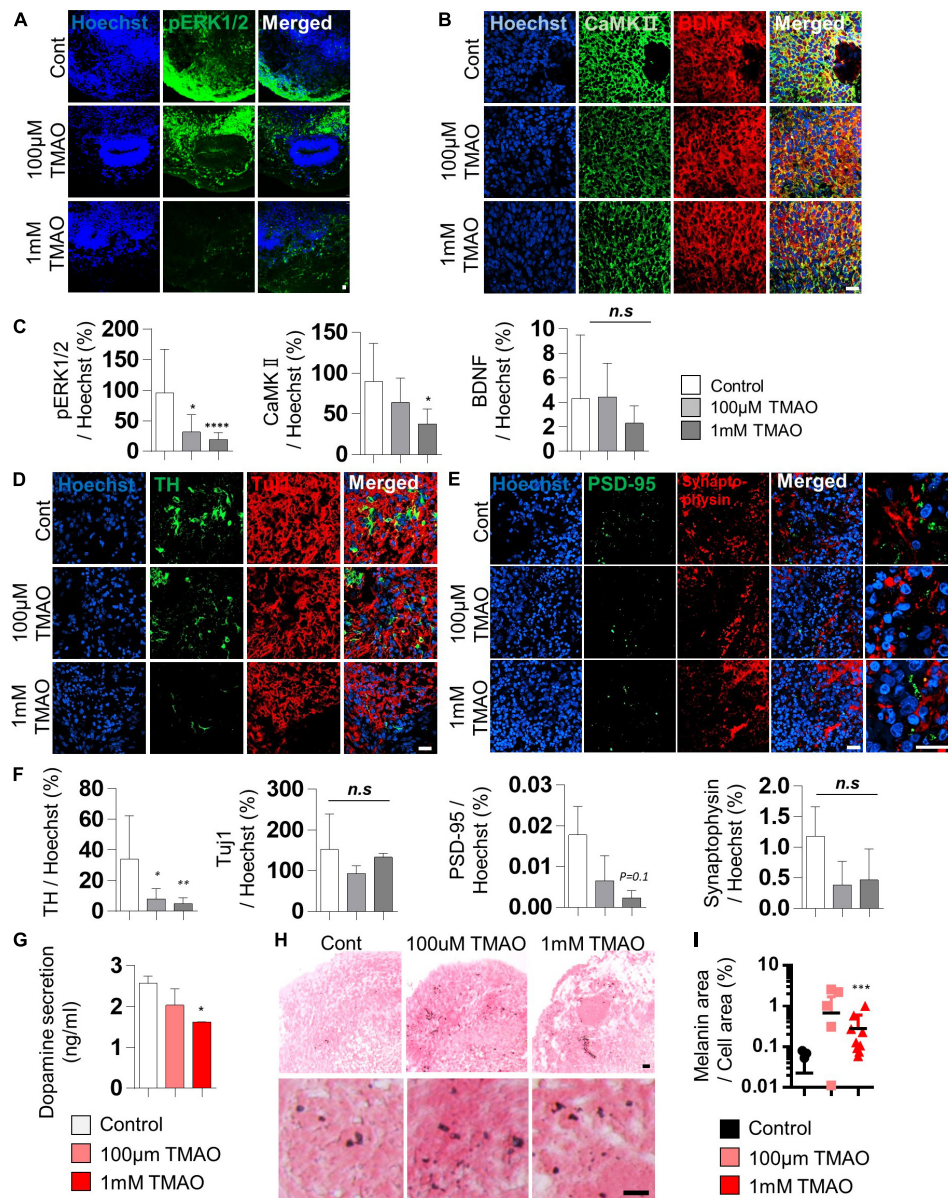 A
Hoechst pERK1/2 Merged
Cont
100µM
TMAO
1mM
TMAO
B
Hoechst CaMKⅡ BDNF Merged
Cont
100µM
TMAO
1mM
TMAO
C
pERK1/2
/ Hoechst (%)
200
150
100
50
0
*
****
CaMK Ⅱ
/ Hoechst (%)
150
100
50
0
*
BDNF
/ Hoechst (%)
10
8
6
4
2
0
n.s
Control
100µM TMAO
1mM TMAO
D
Hoechst TH Tuj1 Merged
Cont
100µM
TMAO
1mM
TMAO
E
Hoechst PSD-95 Synapto-
physin Merged
Cont
100µM
TMAO
1mM
TMAO
F
TH / Hoechst (%)
80
60
40
20
0
*
**
Tuj1
/ Hoechst (%)
300
200
100
0
n.s
PSD-95 /
Hoechst (%)
0.03
0.02
0.01
0.00
P=0.1
Synaptophysin
/ Hoechst (%)
2.0
1.5
1.0
0.5
0.0
n.s
G
Dopamine secretion
(ng/ml)
3
2
1
0
*
Control
100µm TMAO
1mM TMAO
H
Cont 100uM TMAO 1mM TMAO
I
Melanin area
/ Cell area (%)
10
1
0.1
0.01
***
Control
100µm TMAO
1mM TMAO